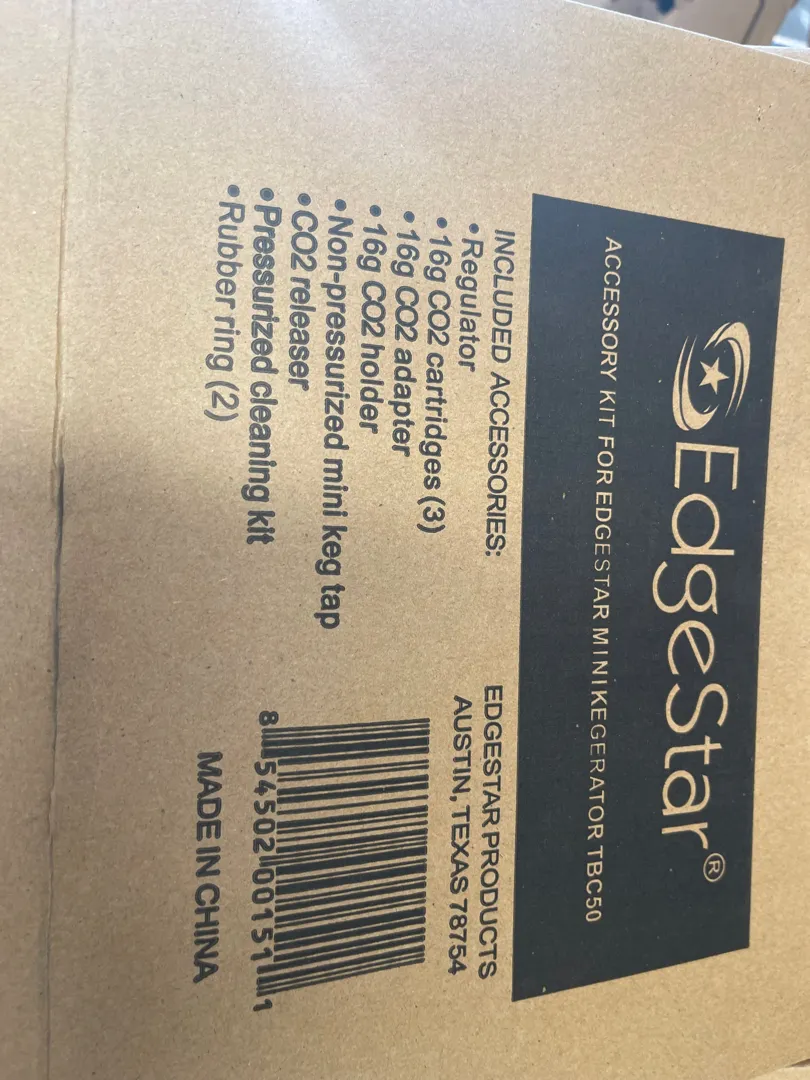 EdgeStar®
ACCESSORY KIT FOR EDGESTAR MINI KEGERATOR TBC50
INCLUDED ACCESSORIES:
• Regulator
• 16g CO2 cartridges (3)
• 16g CO2 adapter
• 16g CO2 holder
• Non-pressurized mini keg tap
• CO2 releaser
• Pressurized cleaning kit
• Rubber ring (2)
EDGESTAR PRODUCTS
AUSTIN, TEXAS 78754
8 54502 00151 1
MADE IN CHINA